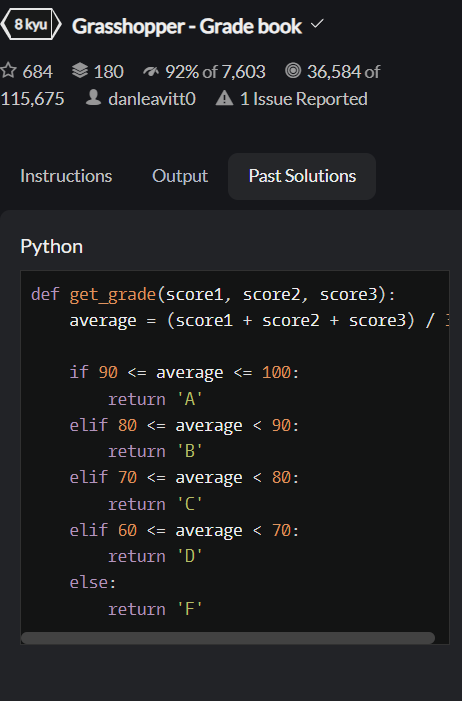 8 kyu Grasshopper - Grade book
684 180 92% of 7,603 36,584 of
115,675 danleavitt0 1 Issue Reported
Instructions Output Past Solutions
Python
def get_grade(score1, score2, score3):
    average = (score1 + score2 + score3) /
    if 90 <= average <= 100:
        return 'A'
    elif 80 <= average < 90:
        return 'B'
    elif 70 <= average < 80:
        return 'C'
    elif 60 <= average < 70:
        return 'D'
    else:
        return 'F'